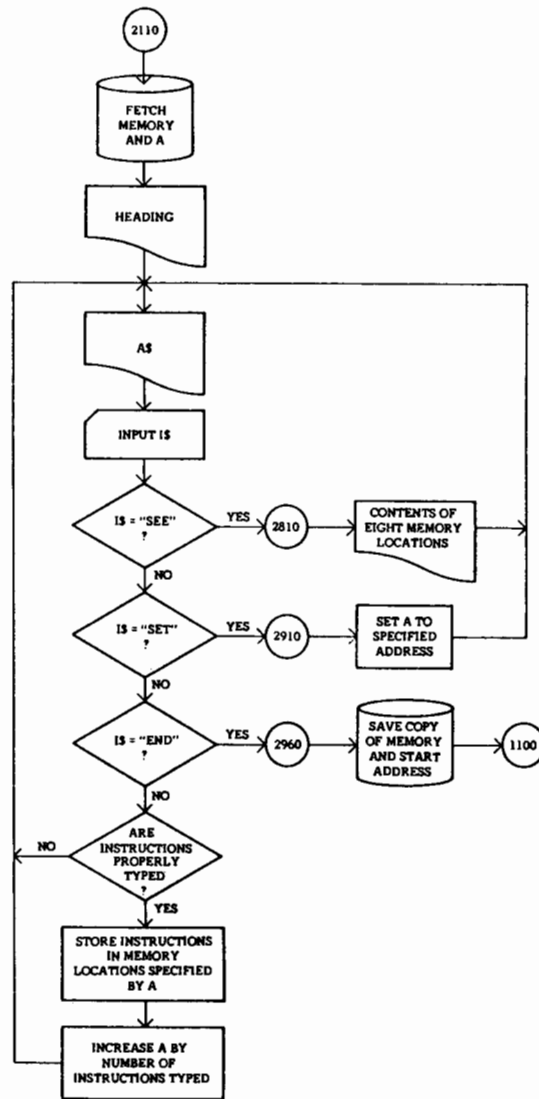 2110
FETCH
MEMORY
AND A
HEADING
A$
INPUT I$
I$ = "SEE"
?
YES
2810
CONTENTS OF
EIGHT MEMORY
LOCATIONS
NO
I$ = "SET"
?
YES
2910
SET A TO
SPECIFIED
ADDRESS
NO
I$ = "END"
?
YES
2960
SAVE COPY
OF MEMORY
AND START
ADDRESS
1100
NO
ARE
INSTRUCTIONS
PROPERLY
TYPED
?
NO
YES
STORE INSTRUCTIONS
IN MEMORY
LOCATIONS SPECIFIED
BY A
INCREASE A BY
NUMBER OF
INSTRUCTIONS TYPED